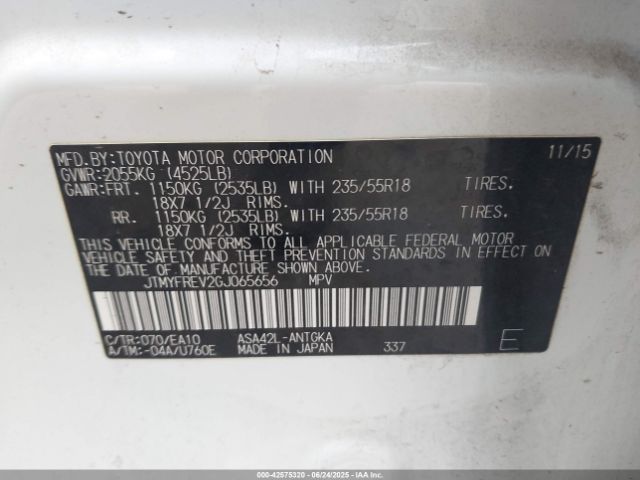 MFD.BY:TOYOTA MOTOR CORPORATION 11/15
GVWR:2055KG (4525LB)
GAWR:FRT. 1150KG (2535LB) WITH 235/55R18 TIRES.
18X7 1/2J RIMS.
RR. 1150KG (2535LB) WITH 235/55R18 TIRES.
18X7 1/2J RIMS.
THIS VEHICLE CONFORMS TO ALL APPLICABLE FEDERAL MOTOR
VEHICLE SAFETY AND THEFT PREVENTION STANDARDS IN EFFECT ON
THE DATE OF MANUFACTURE SHOWN ABOVE.
JTMYFREV2GJ065656 MPV
C/TR:070/EA10 ASA42L-ANTGKA
A/TM:-04A/U760E MADE IN JAPAN 337 E
000-42575320 - 06/24/2025 - IAA Inc.